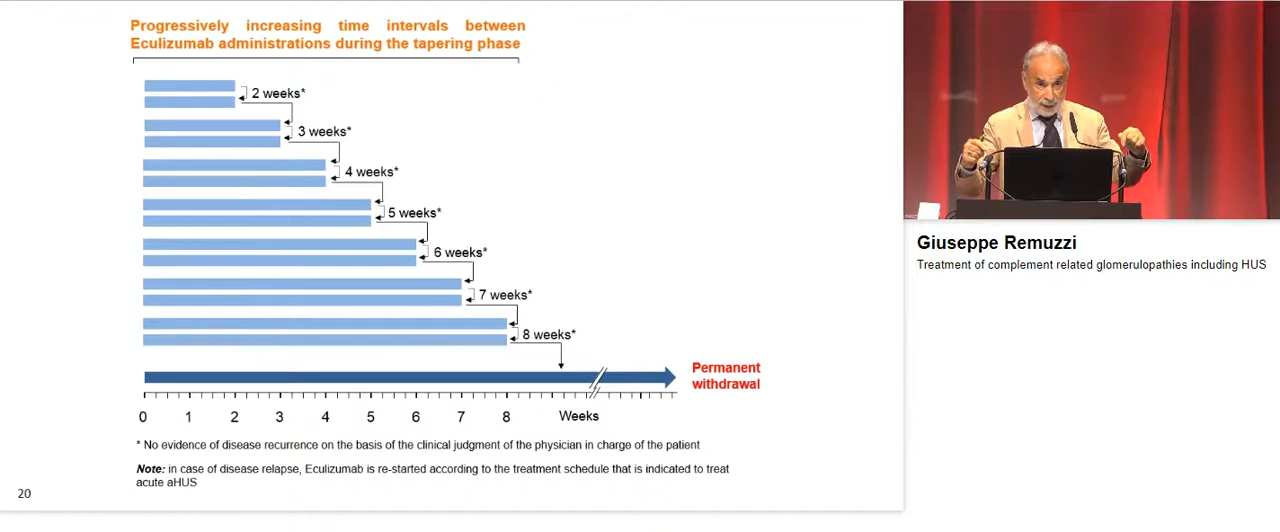 Progressively increasing time intervals between
Eculizumab administrations during the tapering phase
2 weeks*
3 weeks*
4 weeks*
5 weeks*
6 weeks*
7 weeks*
8 weeks*
Permanent
withdrawal
0 1 2 3 4 5 6 7 8 Weeks
* No evidence of disease recurrence on the basis of the clinical judgment of the physician in charge of the patient
Note: in case of disease relapse, Eculizumab is re-started according to the treatment schedule that is indicated to treat
acute aHUS
20
Giuseppe Remuzzi
Treatment of complement related glomerulopathies including HUS